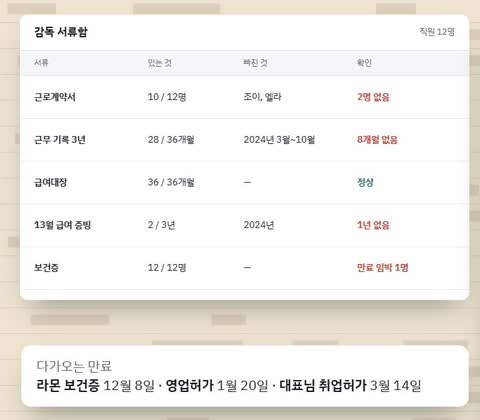 감독 서류함 직원 12명
서류 있는 것 빠진 것 확인
근로계약서 10 / 12명 조이, 엘라 2명 없음
근무 기록 3년 28 / 36개월 2024년 3월~10월 8개월 없음
급여대장 36 / 36개월 — 정상
13월 급여 증빙 2 / 3년 2024년 1년 없음
보건증 12 / 12명 — 만료 임박 1명
다가오는 만료
라몬 보건증 12월 8일 · 영업허가 1월 20일 · 대표님 취업허가 3월 14일